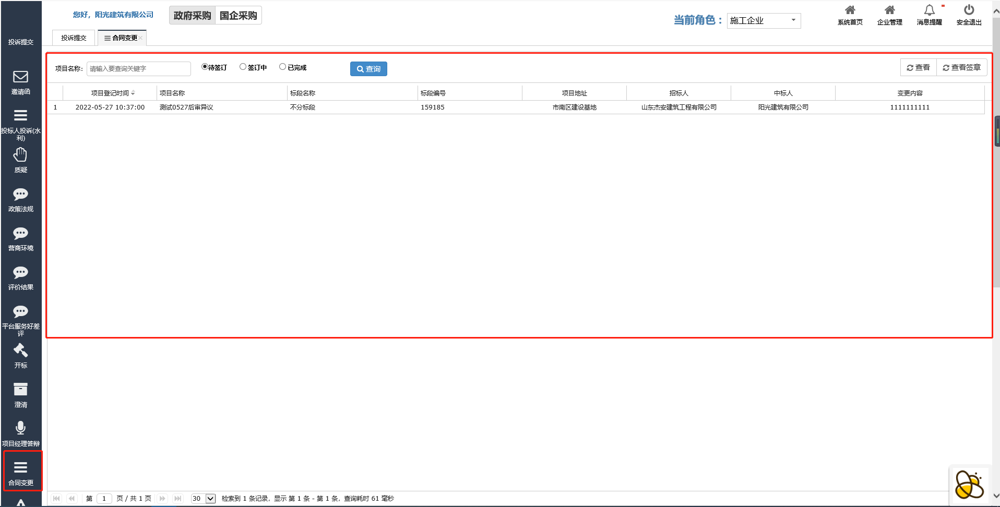 您好，阳光建筑有限公司
政府采购 国企采购
当前角色： 施工企业
系统首页 企业管理 消息提醒 安全退出
投诉提交 合同变更
投诉提交
邀请函
投标人投诉(水
利)
质疑
政策法规
营商环境
评价结果
平台服务好差
评
开标
澄清
项目经理答辩
合同变更
项目名称: 请输入要查询关键字 待签订 签订中 已完成 查询 查看 查看签章
项目登记时间 项目名称 标段名称 标段编号 项目地址 招标人 中标人 变更内容
1 2022-05-27 10:37:00 测试0527后审异议 不分标段 159185 市南区建设基地 山东杰安建筑工程有限公司 阳光建筑有限公司 1111111111
第 1 页 / 共 1 页 30 检索到 1 条记录，显示 第 1 条 - 第 1 条，查询耗时 61 毫秒